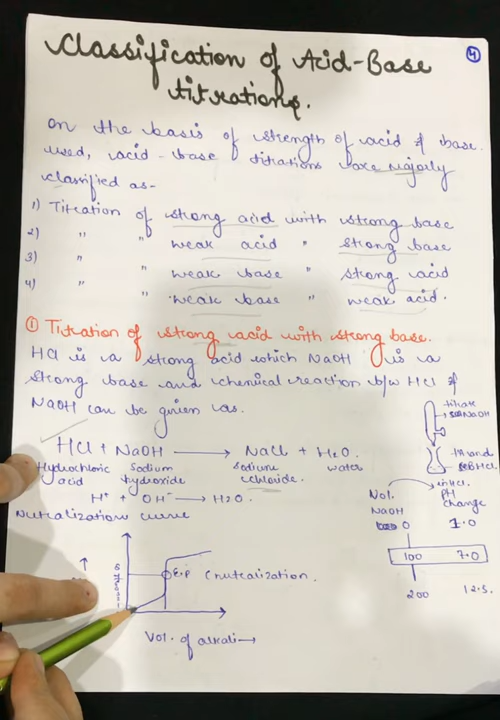 Classification of Acid-Base
titrations.
4
on the basis of strength of acid & base
used, acid-base titrations are majorly
classified as-
1) Titration of strong acid with strong base
2) " " weak acid " strong base
3) " " weak base " strong acid
4) " " weak base " weak acid.
① Titration of strong acid with strong base.
HCl is a strong acid which NaOH is a
strong base and chemical reaction b/w HCl &
NaOH can be given as.
HCl + NaOH ⟶ NaCl + H₂O.
Hydrochloric Sodium Sodium water
acid hydroxide chloride.
H⁺ + OH⁻ ⟶ H₂O.
Nutralization curve
E.P (nutralization.
Vol. of alkali→
titrate
NaOH
HCl.
Vol. pH
NaOH change
0 1.0
100 7.0
200 12.5.